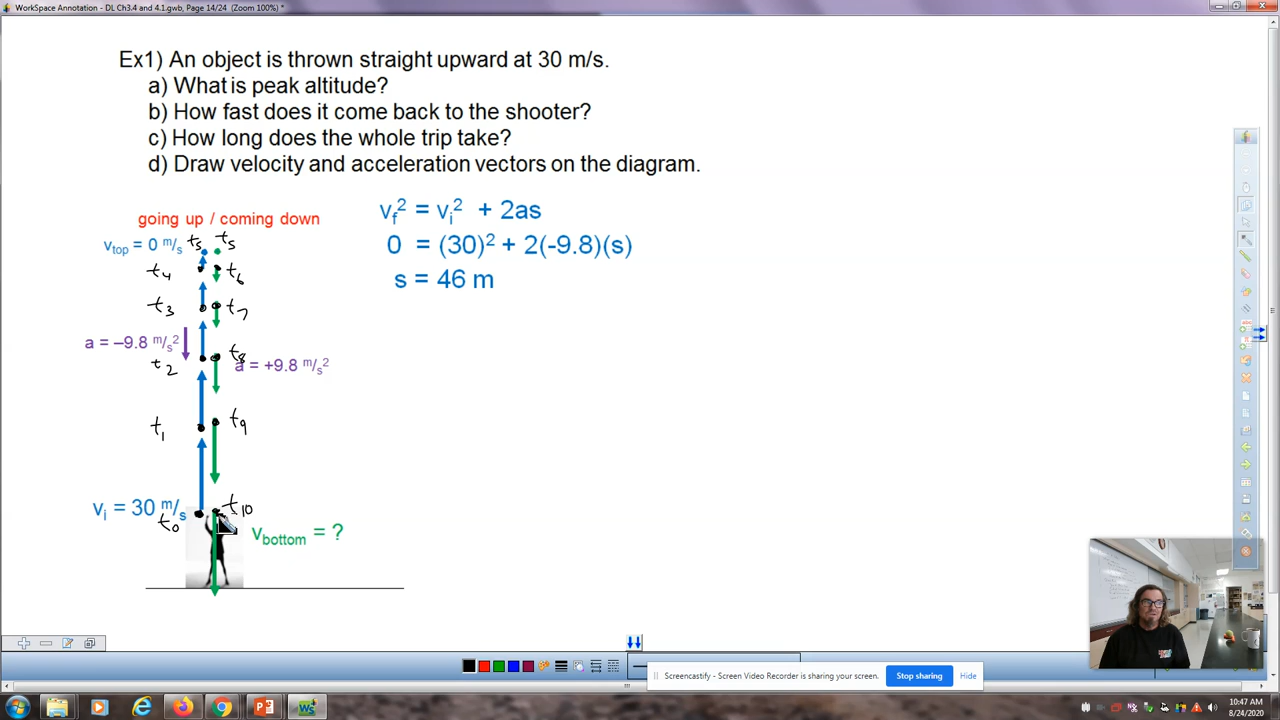 WorkSpace Annotation - DL Ch3.4 and 4.1.gwb, Page 14/24 (Zoom 100%) *
Ex1) An object is thrown straight upward at 30 m/s.
a) What is peak altitude?
b) How fast does it come back to the shooter?
c) How long does the whole trip take?
d) Draw velocity and acceleration vectors on the diagram.
going up / coming down
v_top = 0 m/s
t5 t5
t4 t6
t3 t7
a = –9.8 m/s²
t8
t2
a = +9.8 m/s²
t1 t9
v_i = 30 m/s
t0 t10
v_bottom = ?
v_f² = v_i² + 2as
0 = (30)² + 2(-9.8)(s)
s = 46 m
Screencastify - Screen Video Recorder is sharing your screen.
Stop sharing
Hide
10:47 AM
8/24/2020